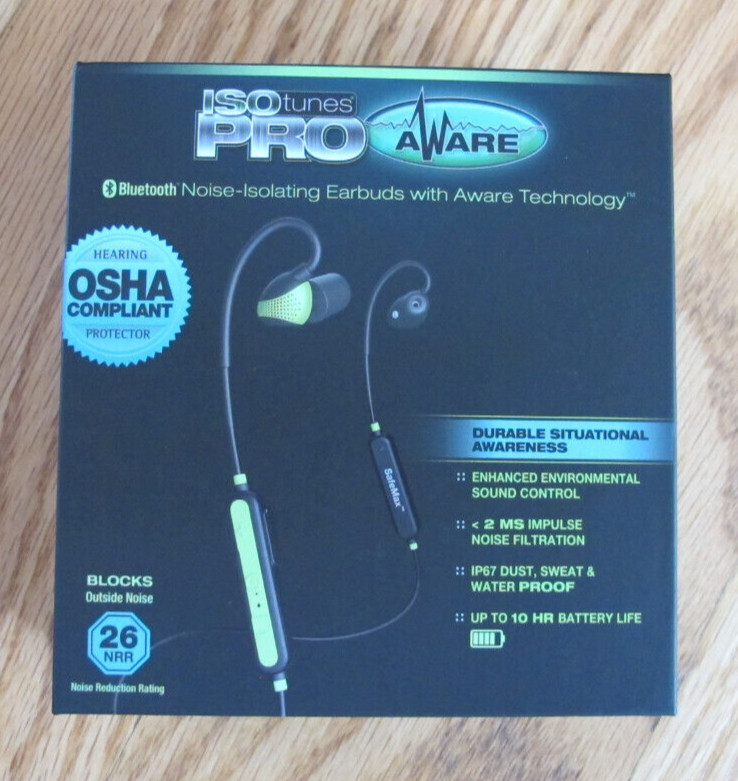 ISOtunes®
PRO AWARE
Bluetooth® Noise-Isolating Earbuds with Aware Technology™
HEARING
OSHA
COMPLIANT
PROTECTOR
SafeMax™
DURABLE SITUATIONAL
AWARENESS
ENHANCED ENVIRONMENTAL
SOUND CONTROL
< 2 MS IMPULSE
NOISE FILTRATION
IP67 DUST, SWEAT &
WATER PROOF
UP TO 10 HR BATTERY LIFE
BLOCKS
Outside Noise
26
NRR
Noise Reduction Rating